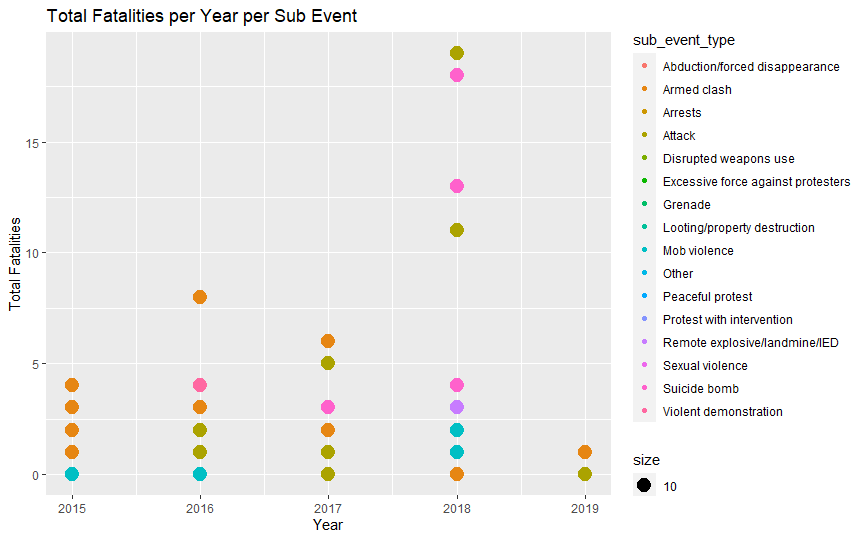 Total Fatalities per Year per Sub Event
Total Fatalities
15
10
5
0
2015 2016 2017 2018 2019
Year
sub_event_type
Abduction/forced disappearance
Armed clash
Arrests
Attack
Disrupted weapons use
Excessive force against protesters
Grenade
Looting/property destruction
Mob violence
Other
Peaceful protest
Protest with intervention
Remote explosive/landmine/IED
Sexual violence
Suicide bomb
Violent demonstration
size
10